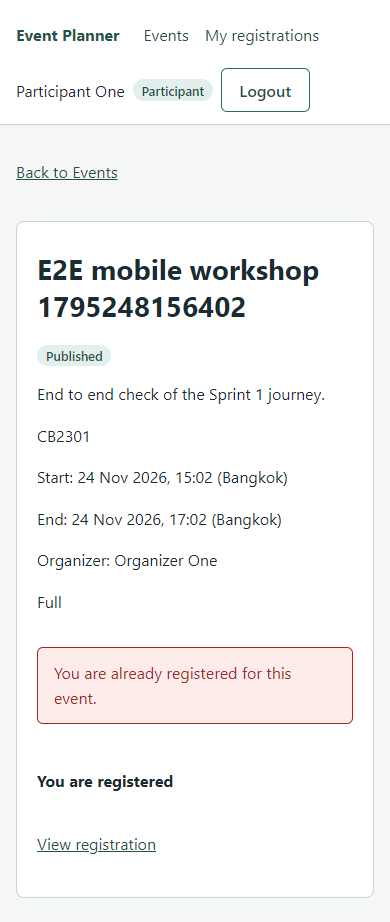 Event Planner Events My registrations
Participant One Participant Logout
Back to Events
E2E mobile workshop
1795248156402
Published
End to end check of the Sprint 1 journey.
CB2301
Start: 24 Nov 2026, 15:02 (Bangkok)
End: 24 Nov 2026, 17:02 (Bangkok)
Organizer: Organizer One
Full
You are already registered for this
event.
You are registered
View registration